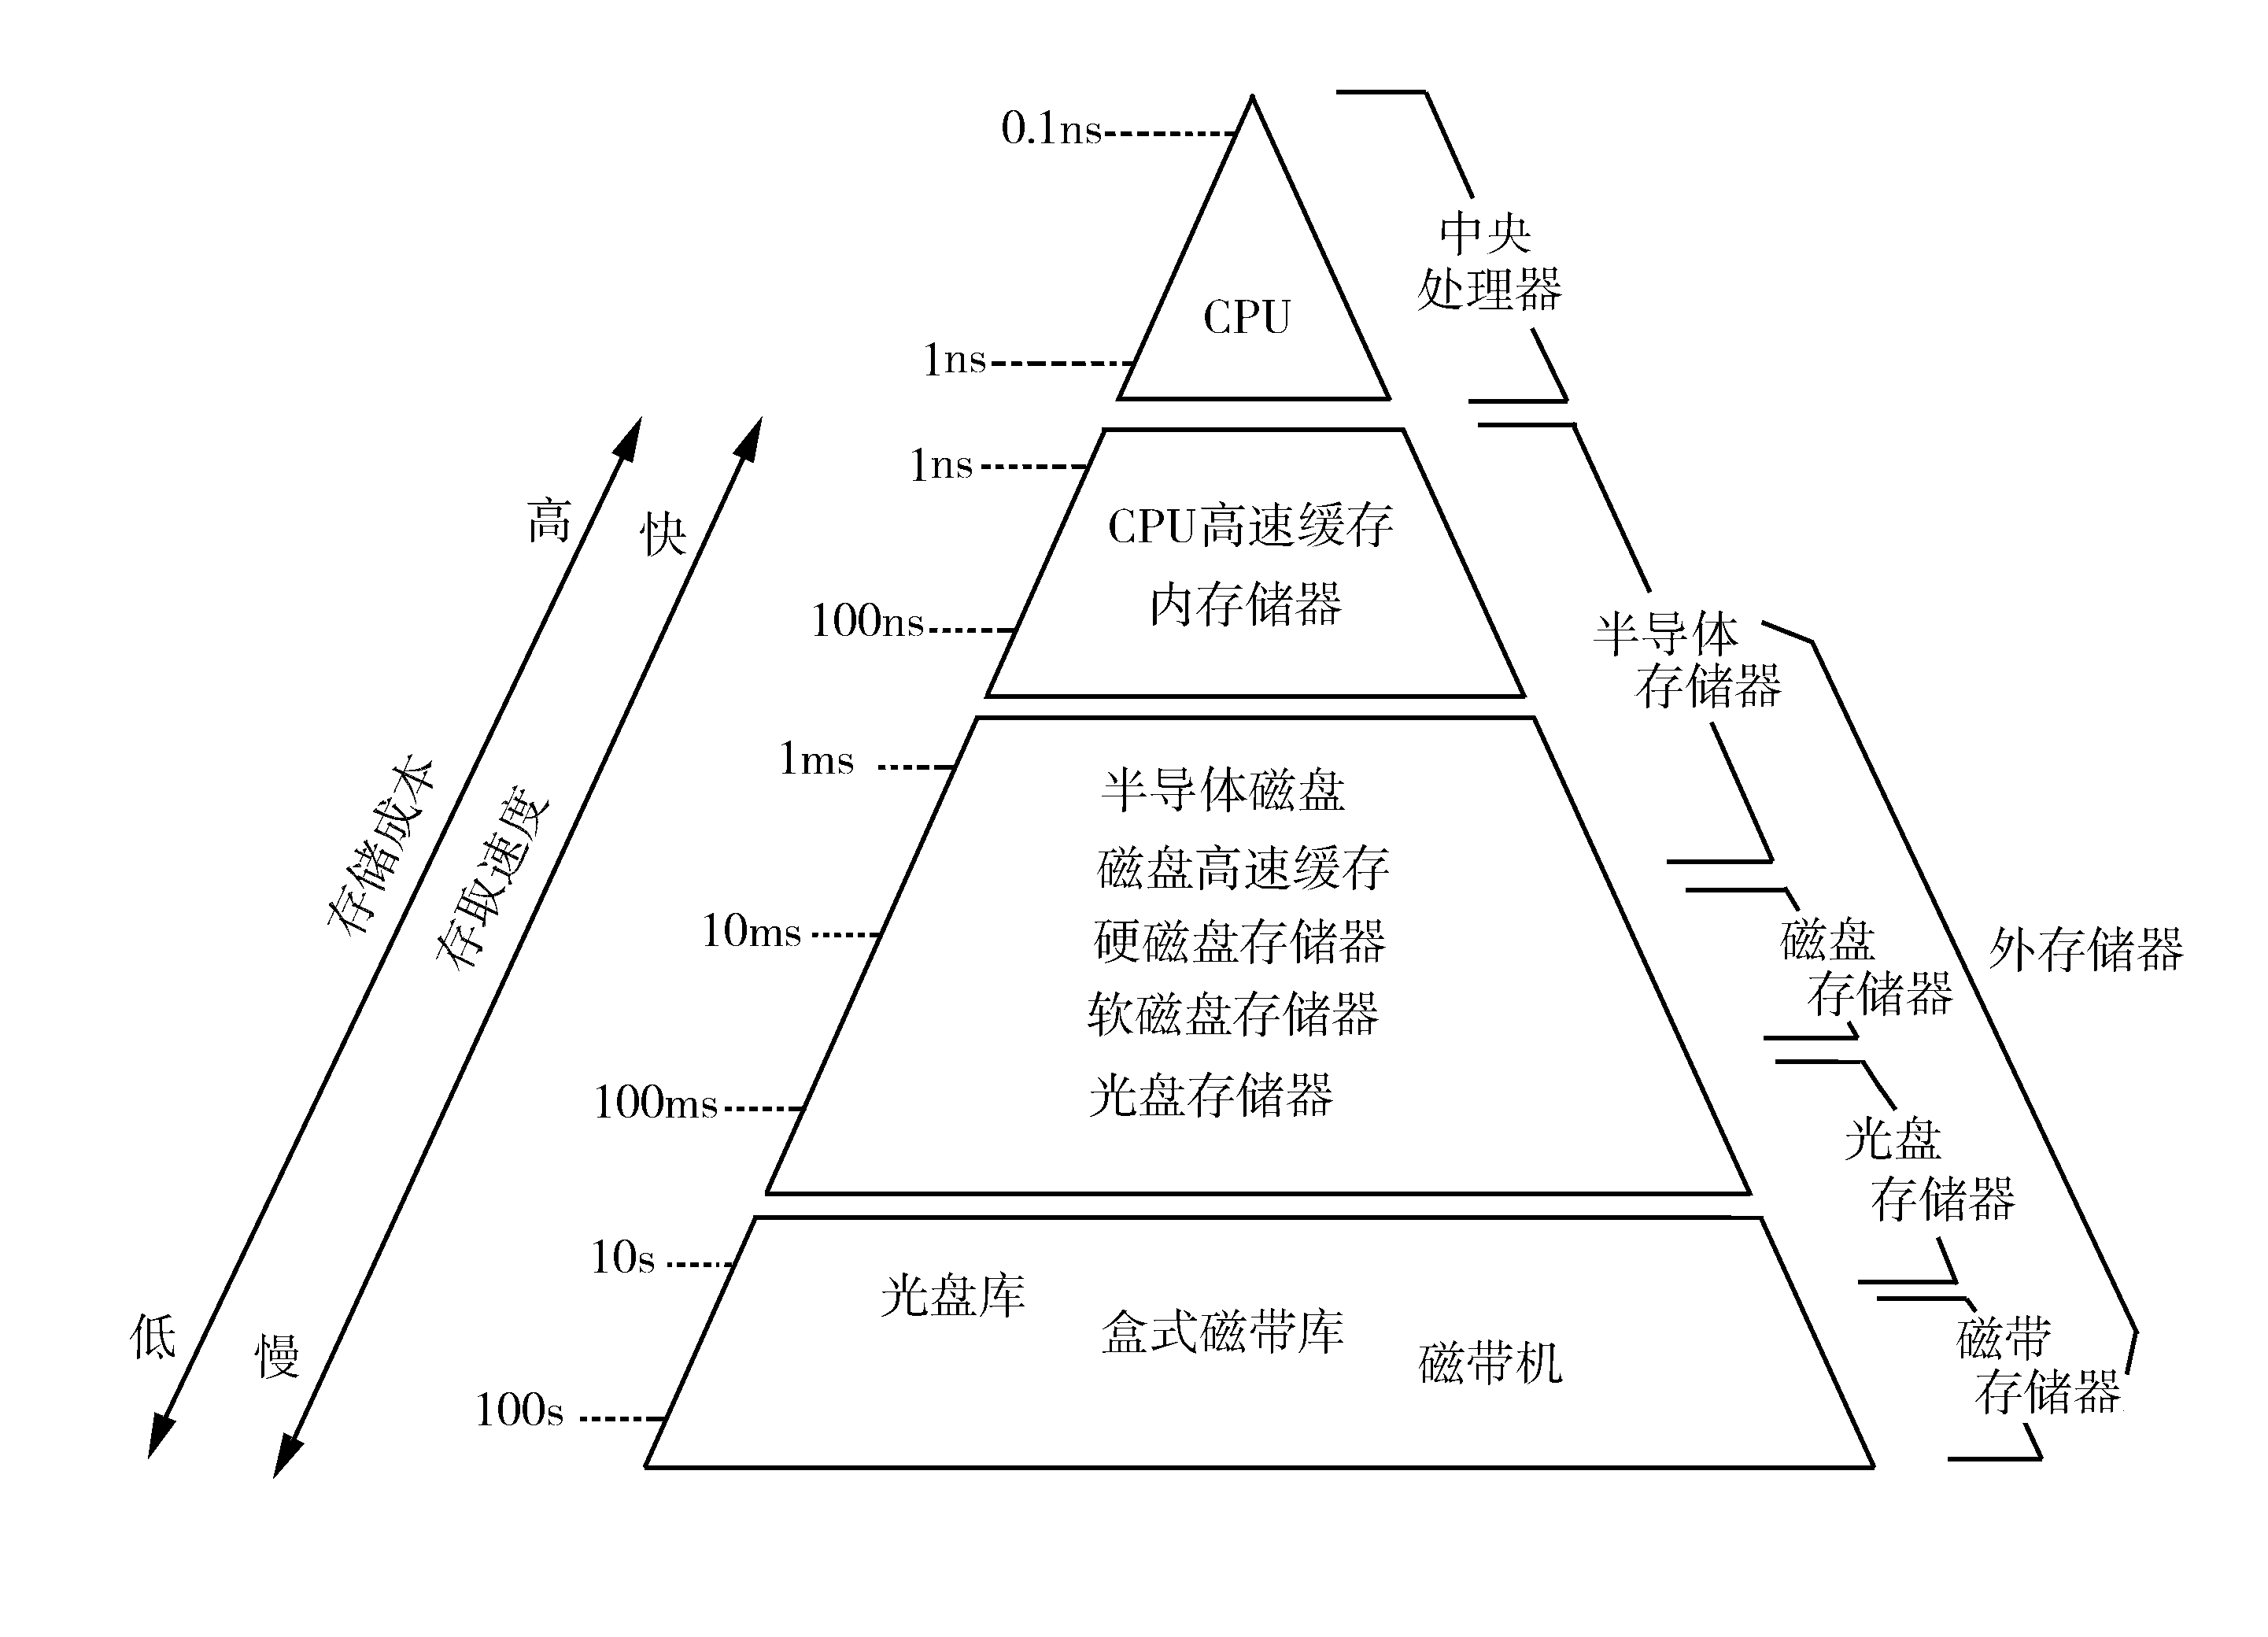 0.1ns
中央
处理器
CPU
1ns
1ns
高
快
CPU高速缓存
内存储器
100ns
半导体
存储器
1ms
半导体磁盘
存储成本
存取速度
磁盘高速缓存
10ms
硬磁盘存储器
磁盘
存储器
外存储器
软磁盘存储器
100ms
光盘存储器
光盘
存储器
10s
光盘库
盒式磁带库
磁带机
低
慢
磁带
存储器
100s